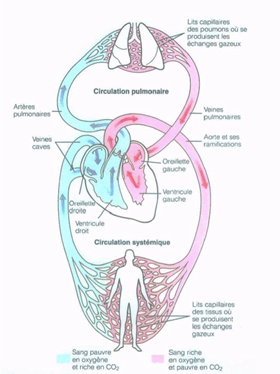 Lits capillaires
des poumons où se
produisent les
échanges gazeux
Circulation pulmonaire
Artères
pulmonaires
Veines
pulmonaires
Veines
caves
Aorte et ses
ramifications
Oreillette
gauche
Oreillette
droite
Ventricule
gauche
Ventricule
droit
Circulation systémique
Lits capillaires
des tissus où
se produisent
les échanges
gazeux
Sang pauvre
en oxygène
et riche en CO₂
Sang riche
en oxygène
et pauvre en CO₂